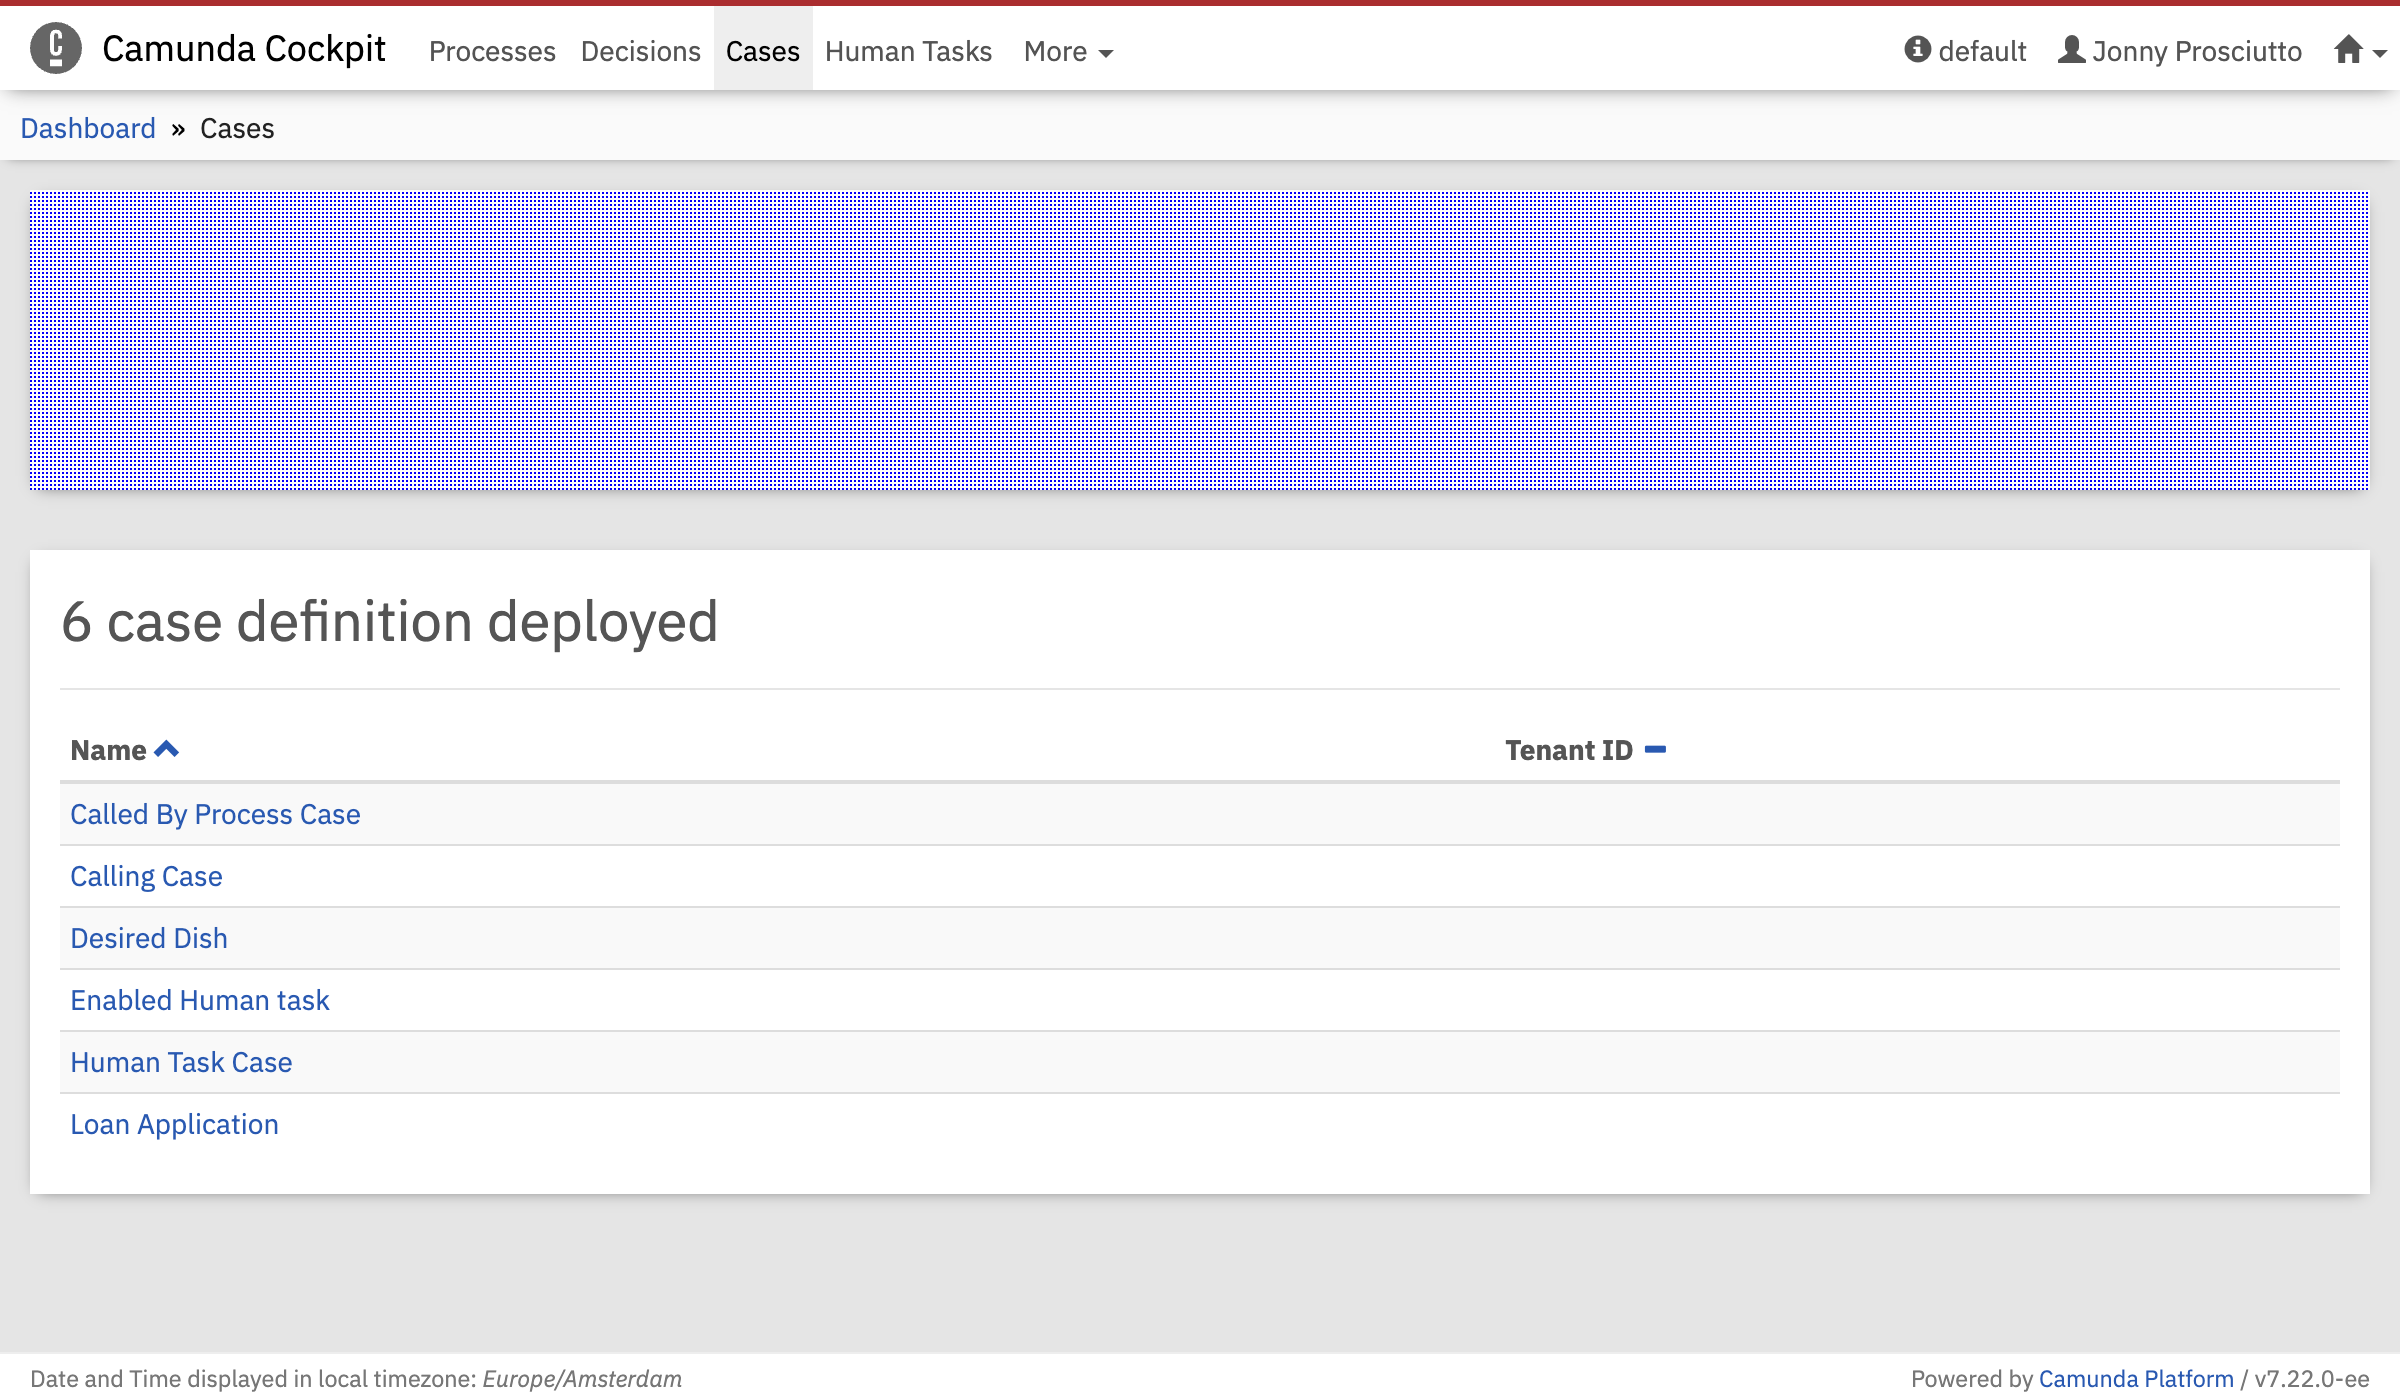 Camunda Cockpit Processes Decisions Cases Human Tasks More default Jonny Prosciutto
Dashboard » Cases
6 case definition deployed
Name Tenant ID
Called By Process Case
Calling Case
Desired Dish
Enabled Human task
Human Task Case
Loan Application
Date and Time displayed in local timezone: Europe/Amsterdam Powered by Camunda Platform / v7.22.0-ee